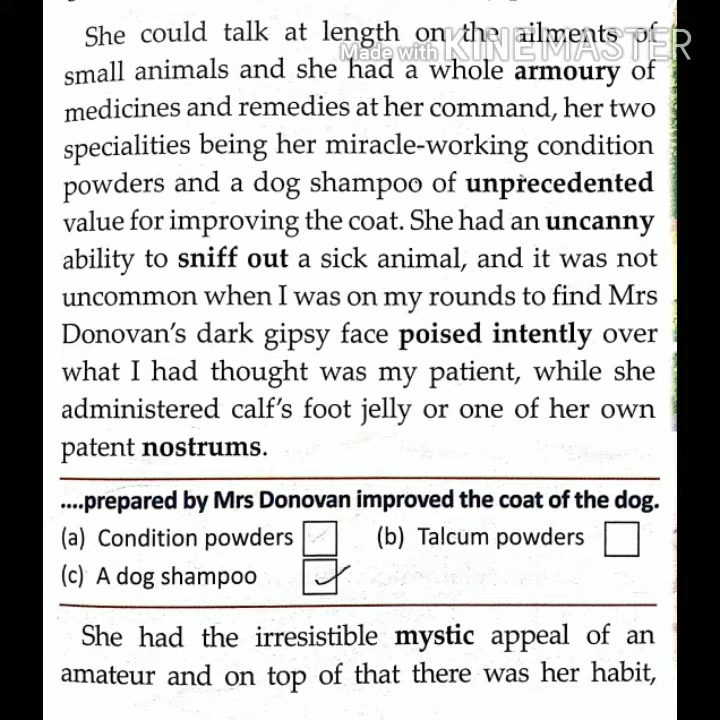 She could talk at length on the ailments of
Made with KINEMASTER
small animals and she had a whole armoury of
medicines and remedies at her command, her two
specialities being her miracle-working condition
powders and a dog shampoo of unprecedented
value for improving the coat. She had an uncanny
ability to sniff out a sick animal, and it was not
uncommon when I was on my rounds to find Mrs
Donovan's dark gipsy face poised intently over
what I had thought was my patient, while she
administered calf's foot jelly or one of her own
patent nostrums.
....prepared by Mrs Donovan improved the coat of the dog.
(a) Condition powders (b) Talcum powders
(c) A dog shampoo
She had the irresistible mystic appeal of an
amateur and on top of that there was her habit,